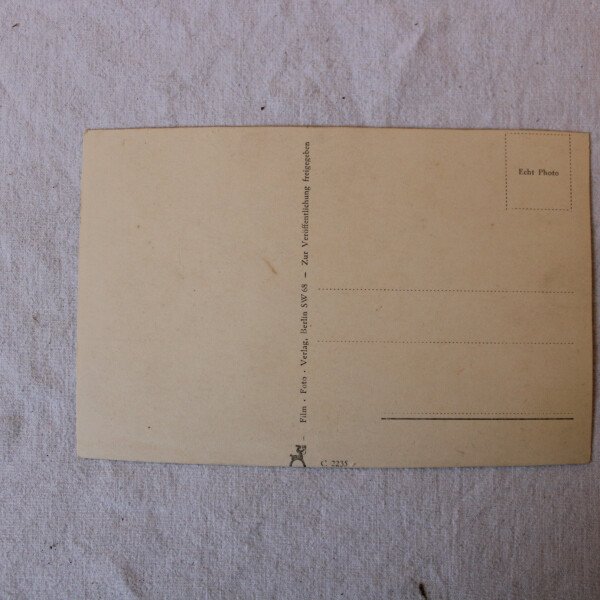 Echt Photo
– Film • Foto • Verlag, Berlin SW 68 – Zur Veröffentlichung freigegeben
C. 2235